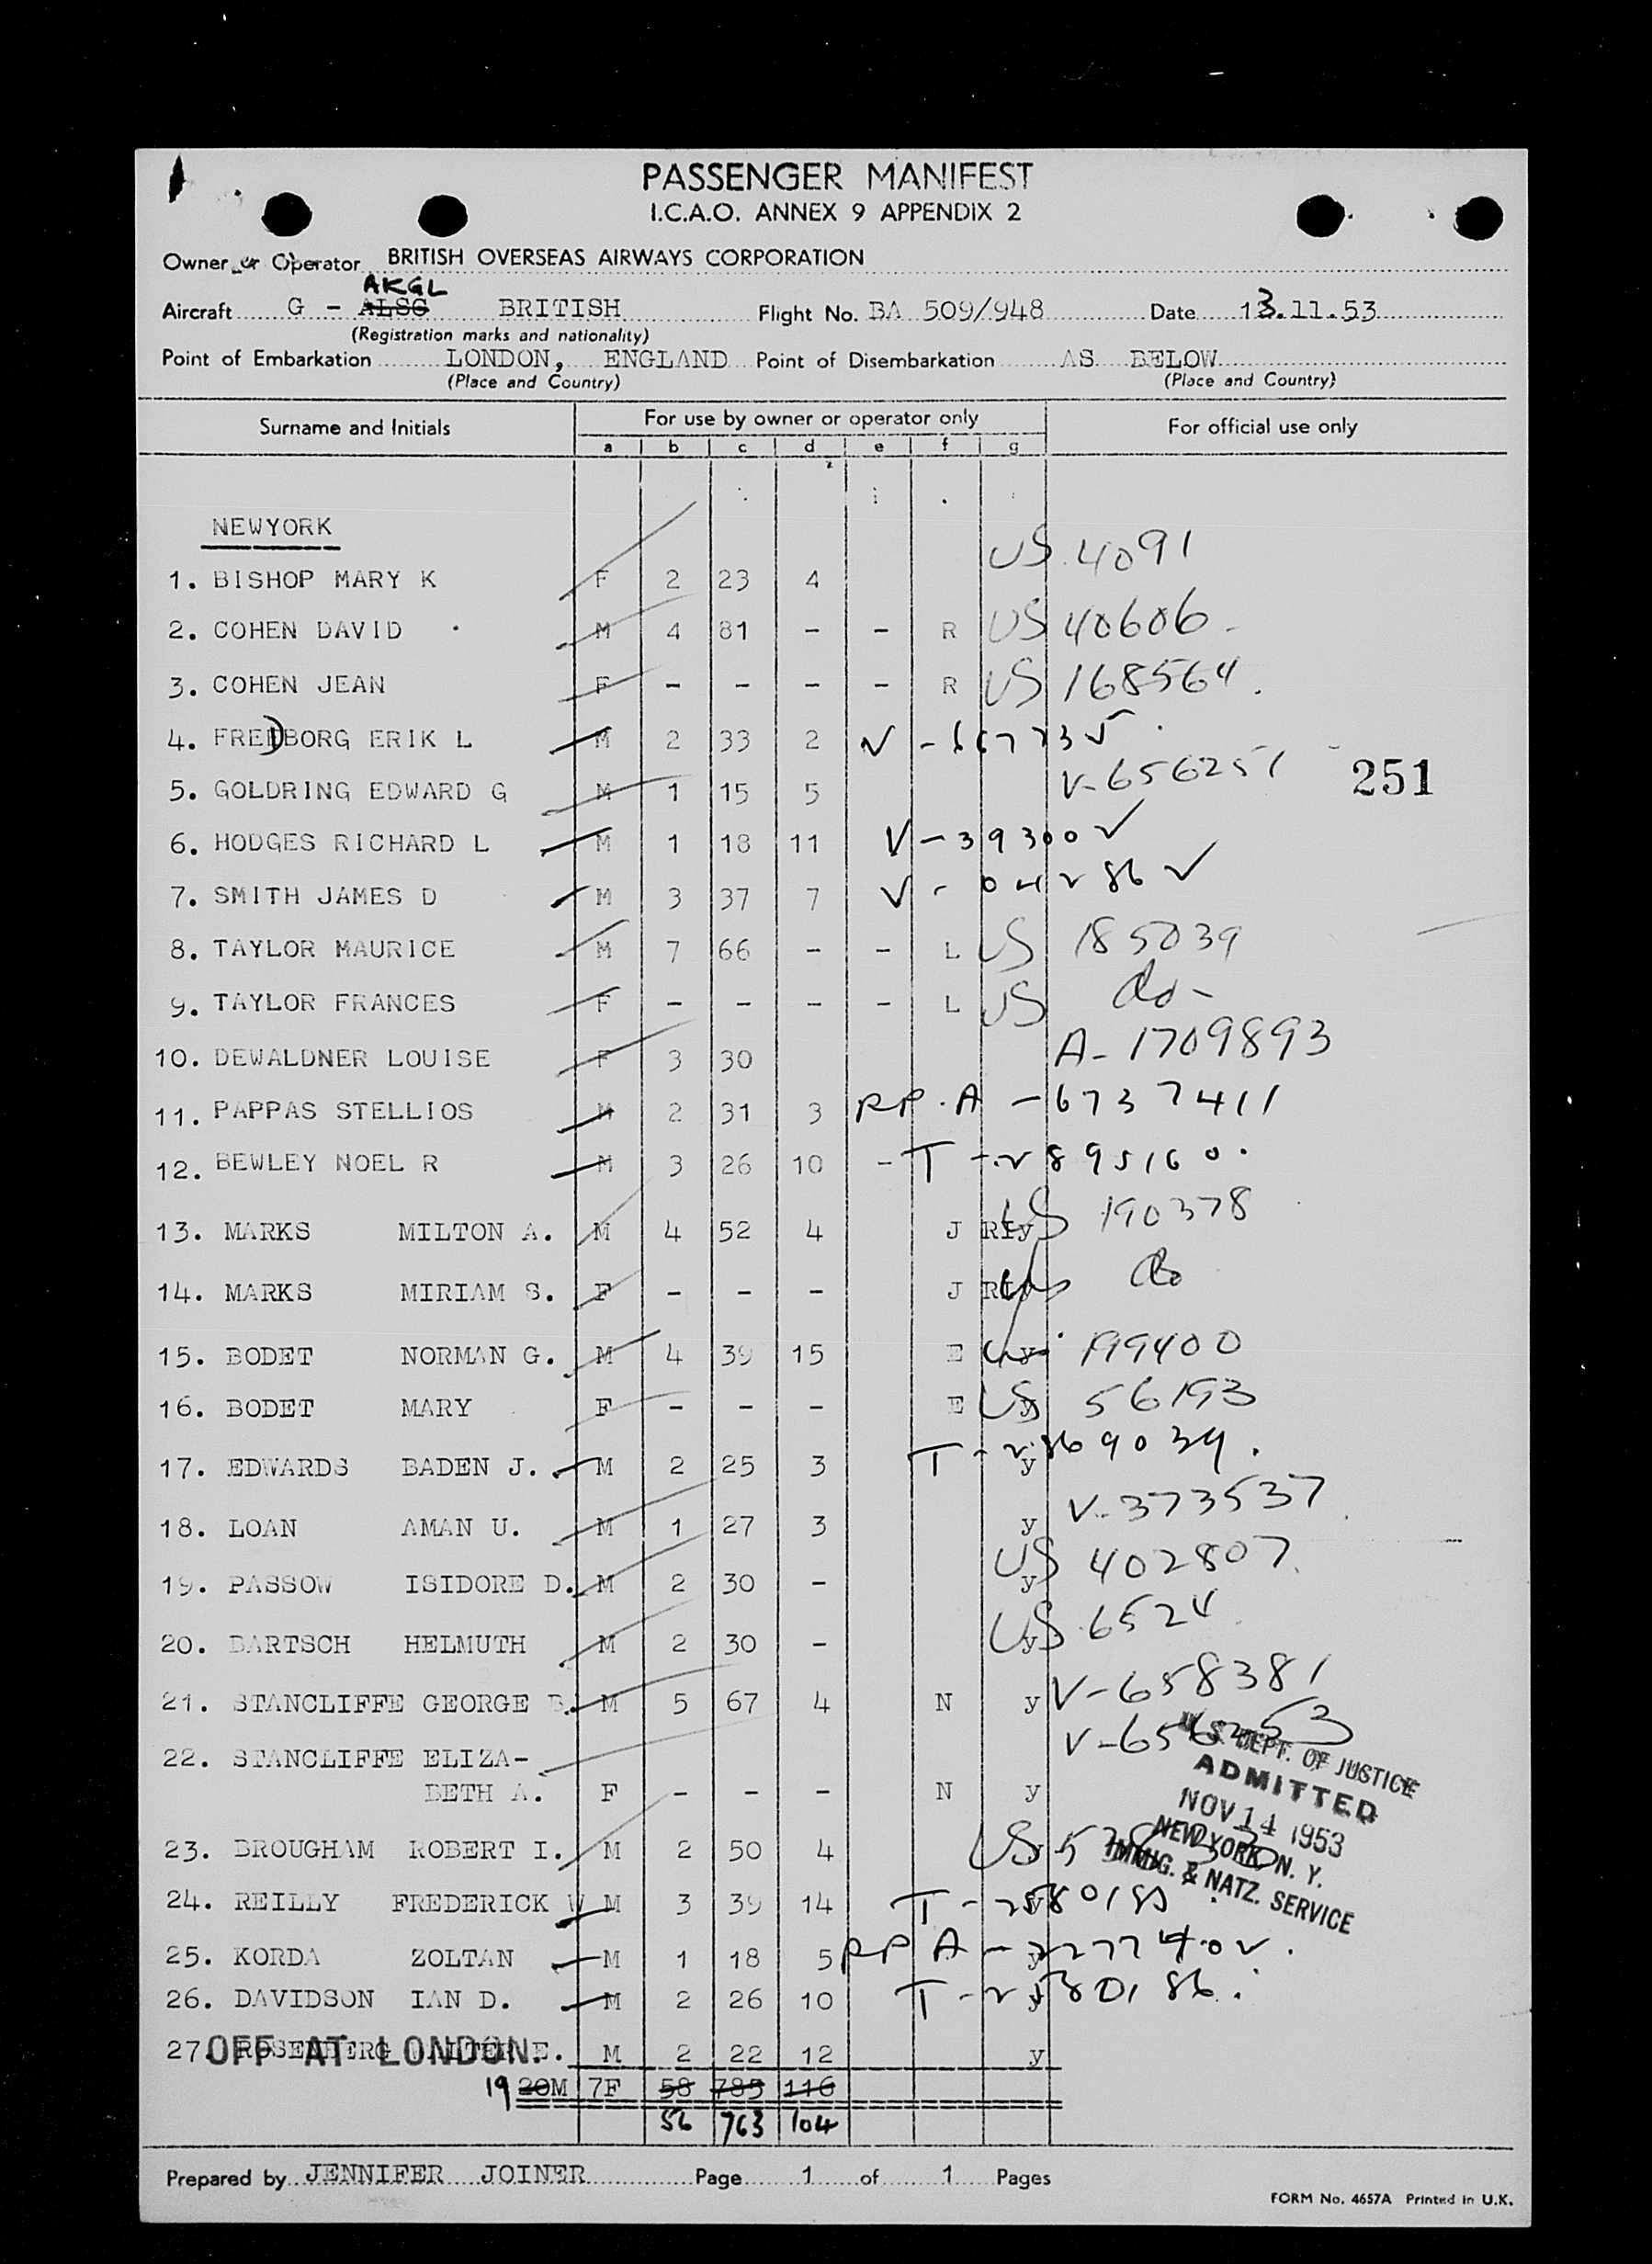 PASSENGER MANIFEST
I.C.A.O. ANNEX 9 APPENDIX 2
Owner or Operator BRITISH OVERSEAS AIRWAYS CORPORATION
AKGL
Aircraft G - ALSG BRITISH Flight No. BA 509/948 Date 13.11.53
(Registration marks and nationality)
Point of Embarkation LONDON, ENGLAND Point of Disembarkation AS BELOW
(Place and Country) (Place and Country)
Surname and Initials For use by owner or operator only For official use only
a b c d e f g
NEWYORK
1. BISHOP MARY K F 2 23 4 US 4091
2. COHEN DAVID M 4 81 - - R US 40606
3. COHEN JEAN F - - - - R US 168564
4. FREDBORG ERIK L M 2 33 2 V-667235
5. GOLDRING EDWARD G M 1 15 5 V-656251
251
6. HODGES RICHARD L M 1 18 11 V-39300
7. SMITH JAMES D M 3 37 7 V-
8. TAYLOR MAURICE M 7 66 - - L US 185039
9. TAYLOR FRANCES F - - - - L US do-
10. DEWALDNER LOUISE F 3 30 A-1709893
11. PAPPAS STELLIOS M 2 31 3 RP.A-6737411
12. BEWLEY NOEL R M 3 26 10 - T-2895160
13. MARKS MILTON A. M 4 52 4 J US 190378
14. MARKS MIRIAM S. F - - - J US do
15. BODET NORMAN G. M 4 39 15 E US 199400
16. BODET MARY F - - - E US y 56193
17. EDWARDS BADEN J. M 2 25 3 y T-2869039
18. LOAN AMAN U. M 1 27 3 y V-373537
19. PASSOW ISIDORE D. M 2 30 - y US 402807
20. BARTSCH HELMUTH M 2 30 - y US 6524
21. STANCLIFFE GEORGE B. M 5 67 4 N y V-658381
22. STANCLIFFE ELIZA-
BETH A. F - - - N y
U.S. DEPT. OF JUSTICE
ADMITTED
NOV 14 1953
NEW YORK, N. Y.
IMMIG. & NATZ. SERVICE
23. BROUGHAM ROBERT I. M 2 50 4 US
24. REILLY FREDERICK W M 3 39 14 T-
25. KORDA ZOLTAN M 1 18 5 y RP A-
26. DAVIDSON IAN D. M 2 26 10 y T-
27. ROSENBERG WALTER E. M 2 22 12 y
OFF AT LONDON.
19 20M 7F 58 785 116
56 763 104
Prepared by JENNIFER JOINER Page 1 of 1 Pages
FORM No. 4657A Printed in U.K.